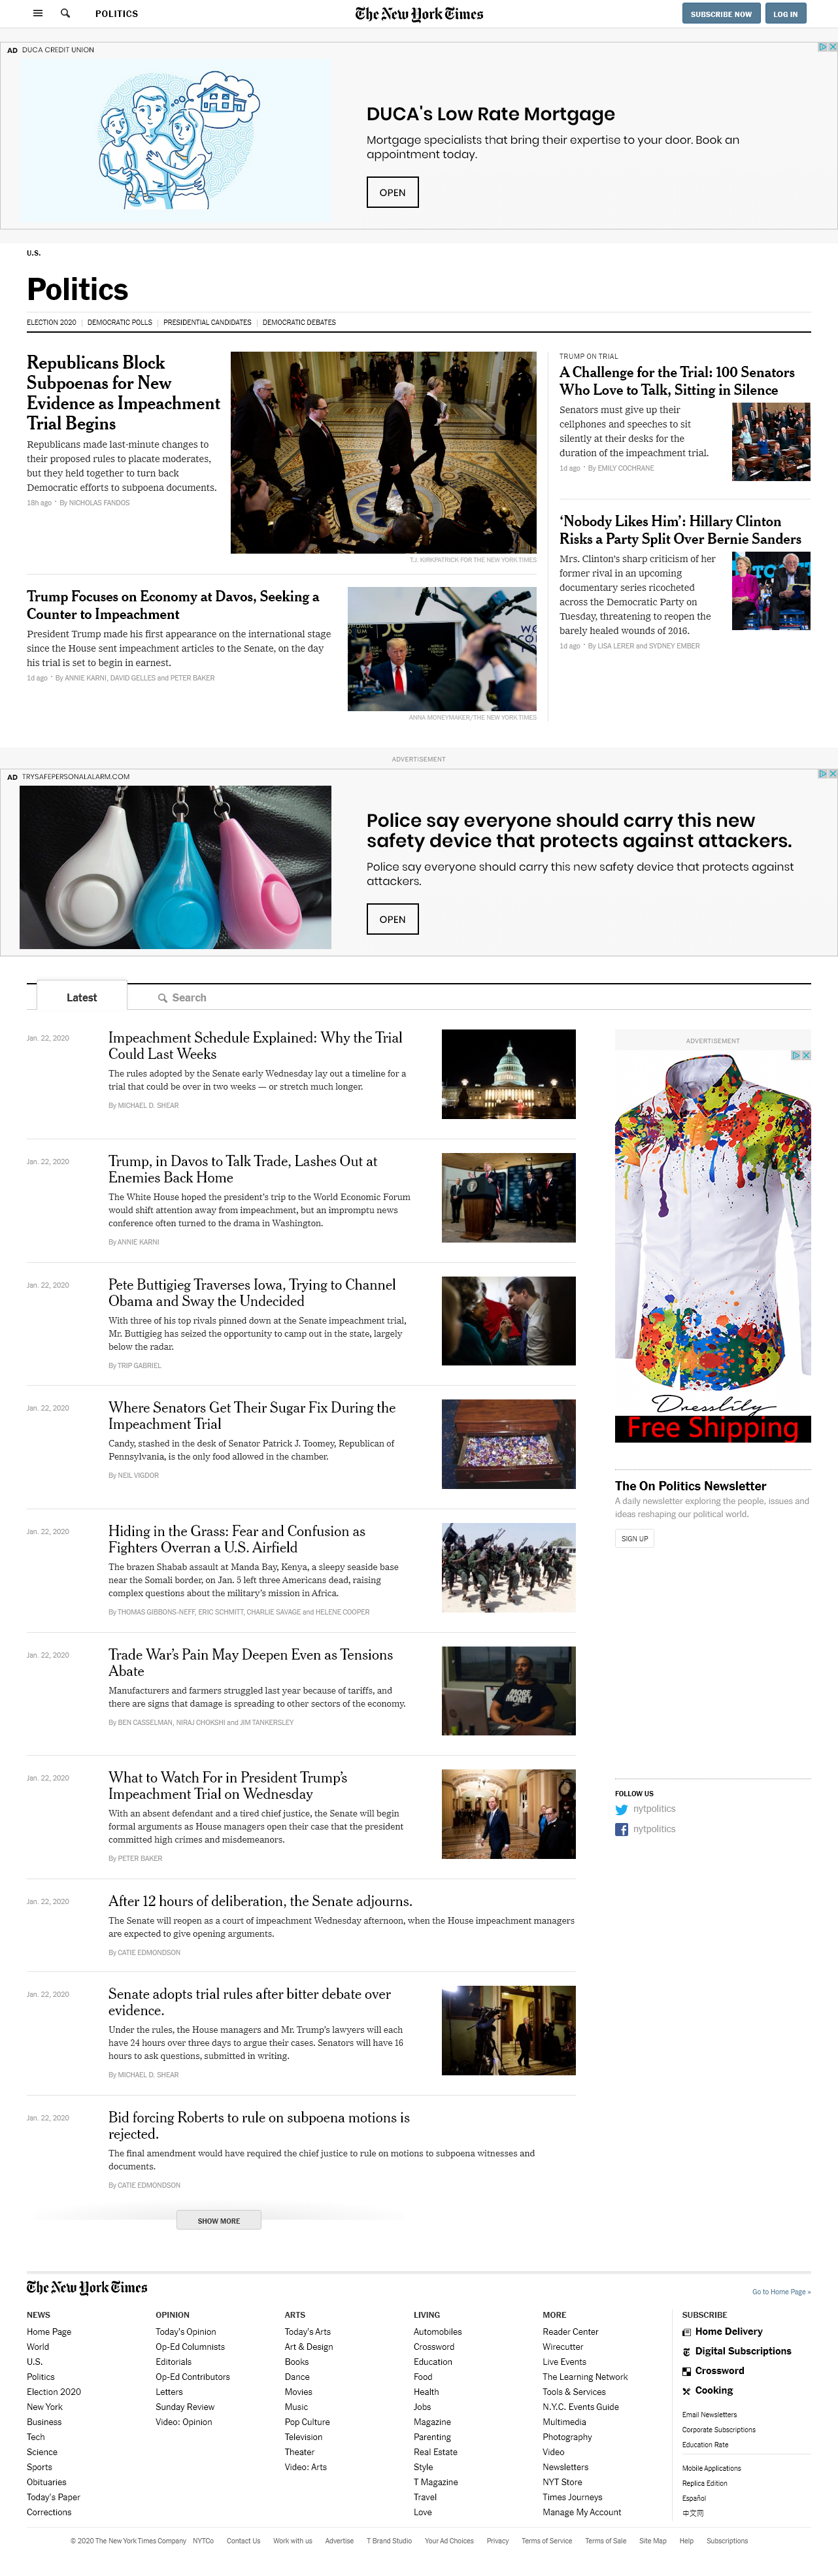 POLITICS
The New York Times
SUBSCRIBE NOW
LOG IN
AD DUCA CREDIT UNION
DUCA's Low Rate Mortgage
Mortgage specialists that bring their expertise to your door. Book an
appointment today.
OPEN
U.S.
Politics
ELECTION 2020
DEMOCRATIC POLLS
PRESIDENTIAL CANDIDATES
DEMOCRATIC DEBATES
Republicans Block
Subpoenas for New
Evidence as Impeachment
Trial Begins
Republicans made last-minute changes to
their proposed rules to placate moderates,
but they held together to turn back
Democratic efforts to subpoena documents.
18h ago · By NICHOLAS FANDOS
T.J. KIRKPATRICK FOR THE NEW YORK TIMES
Trump Focuses on Economy at Davos, Seeking a
Counter to Impeachment
President Trump made his first appearance on the international stage
since the House sent impeachment articles to the Senate, on the day
his trial is set to begin in earnest.
1d ago · By ANNIE KARNI, DAVID GELLES and PETER BAKER
ANNA MONEYMAKER/THE NEW YORK TIMES
TRUMP ON TRIAL
A Challenge for the Trial: 100 Senators
Who Love to Talk, Sitting in Silence
Senators must give up their
cellphones and speeches to sit
silently at their desks for the
duration of the impeachment trial.
1d ago · By EMILY COCHRANE
‘Nobody Likes Him’: Hillary Clinton
Risks a Party Split Over Bernie Sanders
Mrs. Clinton’s sharp criticism of her
former rival in an upcoming
documentary series ricocheted
across the Democratic Party on
Tuesday, threatening to reopen the
barely healed wounds of 2016.
1d ago · By LISA LERER and SYDNEY EMBER
ADVERTISEMENT
AD TRYSAFEPERSONALALARM.COM
Police say everyone should carry this new
safety device that protects against attackers.
Police say everyone should carry this new safety device that protects against
attackers.
OPEN
Latest
Search
Jan. 22, 2020
Impeachment Schedule Explained: Why the Trial
Could Last Weeks
The rules adopted by the Senate early Wednesday lay out a timeline for a
trial that could be over in two weeks — or stretch much longer.
By MICHAEL D. SHEAR
Jan. 22, 2020
Trump, in Davos to Talk Trade, Lashes Out at
Enemies Back Home
The White House hoped the president’s trip to the World Economic Forum
would shift attention away from impeachment, but an impromptu news
conference often turned to the drama in Washington.
By ANNIE KARNI
Jan. 22, 2020
Pete Buttigieg Traverses Iowa, Trying to Channel
Obama and Sway the Undecided
With three of his top rivals pinned down at the Senate impeachment trial,
Mr. Buttigieg has seized the opportunity to camp out in the state, largely
below the radar.
By TRIP GABRIEL
Jan. 22, 2020
Where Senators Get Their Sugar Fix During the
Impeachment Trial
Candy, stashed in the desk of Senator Patrick J. Toomey, Republican of
Pennsylvania, is the only food allowed in the chamber.
By NEIL VIGDOR
Jan. 22, 2020
Hiding in the Grass: Fear and Confusion as
Fighters Overran a U.S. Airfield
The brazen Shabab assault at Manda Bay, Kenya, a sleepy seaside base
near the Somali border, on Jan. 5 left three Americans dead, raising
complex questions about the military’s mission in Africa.
By THOMAS GIBBONS-NEFF, ERIC SCHMITT, CHARLIE SAVAGE and HELENE COOPER
Jan. 22, 2020
Trade War’s Pain May Deepen Even as Tensions
Abate
Manufacturers and farmers struggled last year because of tariffs, and
there are signs that damage is spreading to other sectors of the economy.
By BEN CASSELMAN, NIRAJ CHOKSHI and JIM TANKERSLEY
MORE
MONEY
Jan. 22, 2020
What to Watch For in President Trump’s
Impeachment Trial on Wednesday
With an absent defendant and a tired chief justice, the Senate will begin
formal arguments as House managers open their case that the president
committed high crimes and misdemeanors.
By PETER BAKER
Jan. 22, 2020
After 12 hours of deliberation, the Senate adjourns.
The Senate will reopen as a court of impeachment Wednesday afternoon, when the House impeachment managers
are expected to give opening arguments.
By CATIE EDMONDSON
Jan. 22, 2020
Senate adopts trial rules after bitter debate over
evidence.
Under the rules, the House managers and Mr. Trump’s lawyers will each
have 24 hours over three days to argue their cases. Senators will have 16
hours to ask questions, submitted in writing.
By MICHAEL D. SHEAR
Jan. 22, 2020
Bid forcing Roberts to rule on subpoena motions is
rejected.
The final amendment would have required the chief justice to rule on motions to subpoena witnesses and
documents.
By CATIE EDMONDSON
SHOW MORE
ADVERTISEMENT
Dresslily
Free Shipping
The On Politics Newsletter
A daily newsletter exploring the people, issues and
ideas reshaping our political world.
SIGN UP
FOLLOW US
nytpolitics
nytpolitics
The New York Times
Go to Home Page »
NEWS
Home Page
World
U.S.
Politics
Election 2020
New York
Business
Tech
Science
Sports
Obituaries
Today's Paper
Corrections
OPINION
Today's Opinion
Op-Ed Columnists
Editorials
Op-Ed Contributors
Letters
Sunday Review
Video: Opinion
ARTS
Today's Arts
Art & Design
Books
Dance
Movies
Music
Pop Culture
Television
Theater
Video: Arts
LIVING
Automobiles
Crossword
Education
Food
Health
Jobs
Magazine
Parenting
Real Estate
Style
T Magazine
Travel
Love
MORE
Reader Center
Wirecutter
Live Events
The Learning Network
Tools & Services
N.Y.C. Events Guide
Multimedia
Photography
Video
Newsletters
NYT Store
Times Journeys
Manage My Account
SUBSCRIBE
Home Delivery
Digital Subscriptions
Crossword
Cooking
Email Newsletters
Corporate Subscriptions
Education Rate
Mobile Applications
Replica Edition
Español
中文网
© 2020 The New York Times Company
NYTCo
Contact Us
Work with us
Advertise
T Brand Studio
Your Ad Choices
Privacy
Terms of Service
Terms of Sale
Site Map
Help
Subscriptions